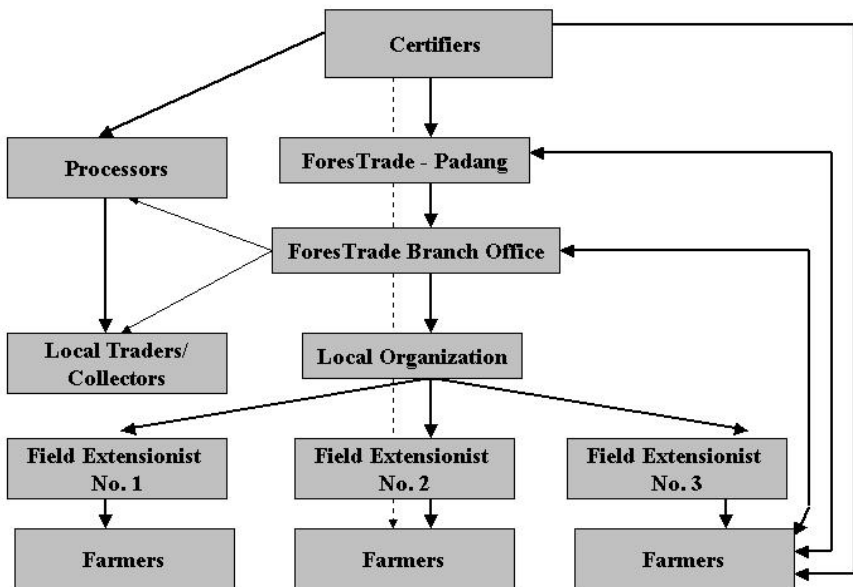 Certifiers
Processors
ForesTrade - Padang
ForesTrade Branch Office
Local Traders/
Collectors
Local Organization
Field Extensionist
No. 1
Field Extensionist
No. 2
Field Extensionist
No. 3
Farmers
Farmers
Farmers